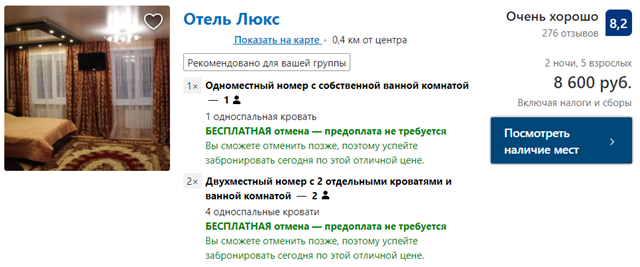 Отель Люкс
Показать на карте • 0,4 км от центра
Рекомендовано для вашей группы
1× Одноместный номер с собственной ванной комнатой
— 1
1 односпальная кровать
БЕСПЛАТНАЯ отмена — предоплата не требуется
Вы сможете отменить позже, поэтому успейте
забронировать сегодня по этой отличной цене.
2× Двухместный номер с 2 отдельными кроватями и
ванной комнатой — 2
4 односпальные кровати
БЕСПЛАТНАЯ отмена — предоплата не требуется
Вы сможете отменить позже, поэтому успейте
забронировать сегодня по этой отличной цене.
Очень хорошо 8,2
276 отзывов
2 ночи, 5 взрослых
8 600 руб.
Включая налоги и сборы
Посмотреть
наличие мест